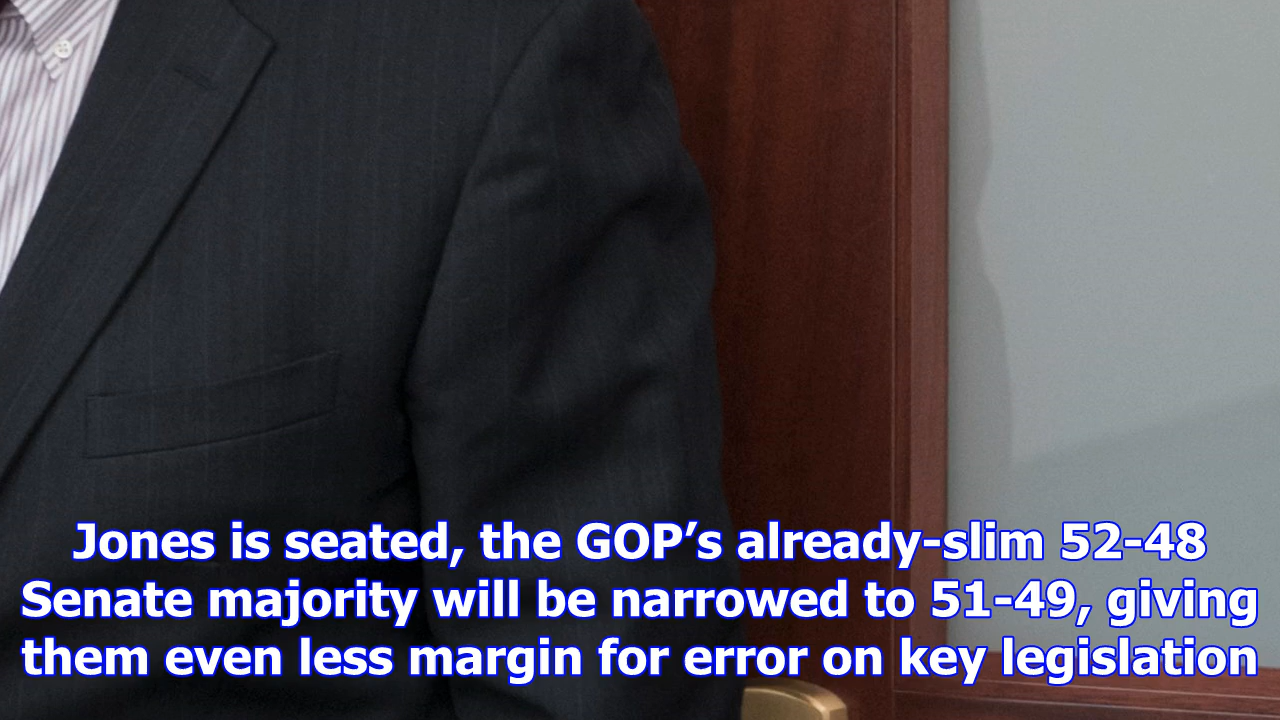 Jones is seated, the GOP’s already-slim 52-48
Senate majority will be narrowed to 51-49, giving
them even less margin for error on key legislation